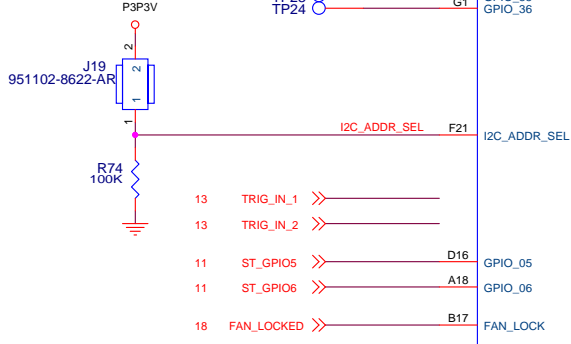 P3P3V
TP24
G1
GPIO_36
2
J19
951102-8622-AR
2
1
1
I2C_ADDR_SEL
F21
I2C_ADDR_SEL
R74
100K
13 TRIG_IN_1
13 TRIG_IN_2
11 ST_GPIO5
D16
GPIO_05
11 ST_GPIO6
A18
GPIO_06
18 FAN_LOCKED
B17
FAN_LOCK